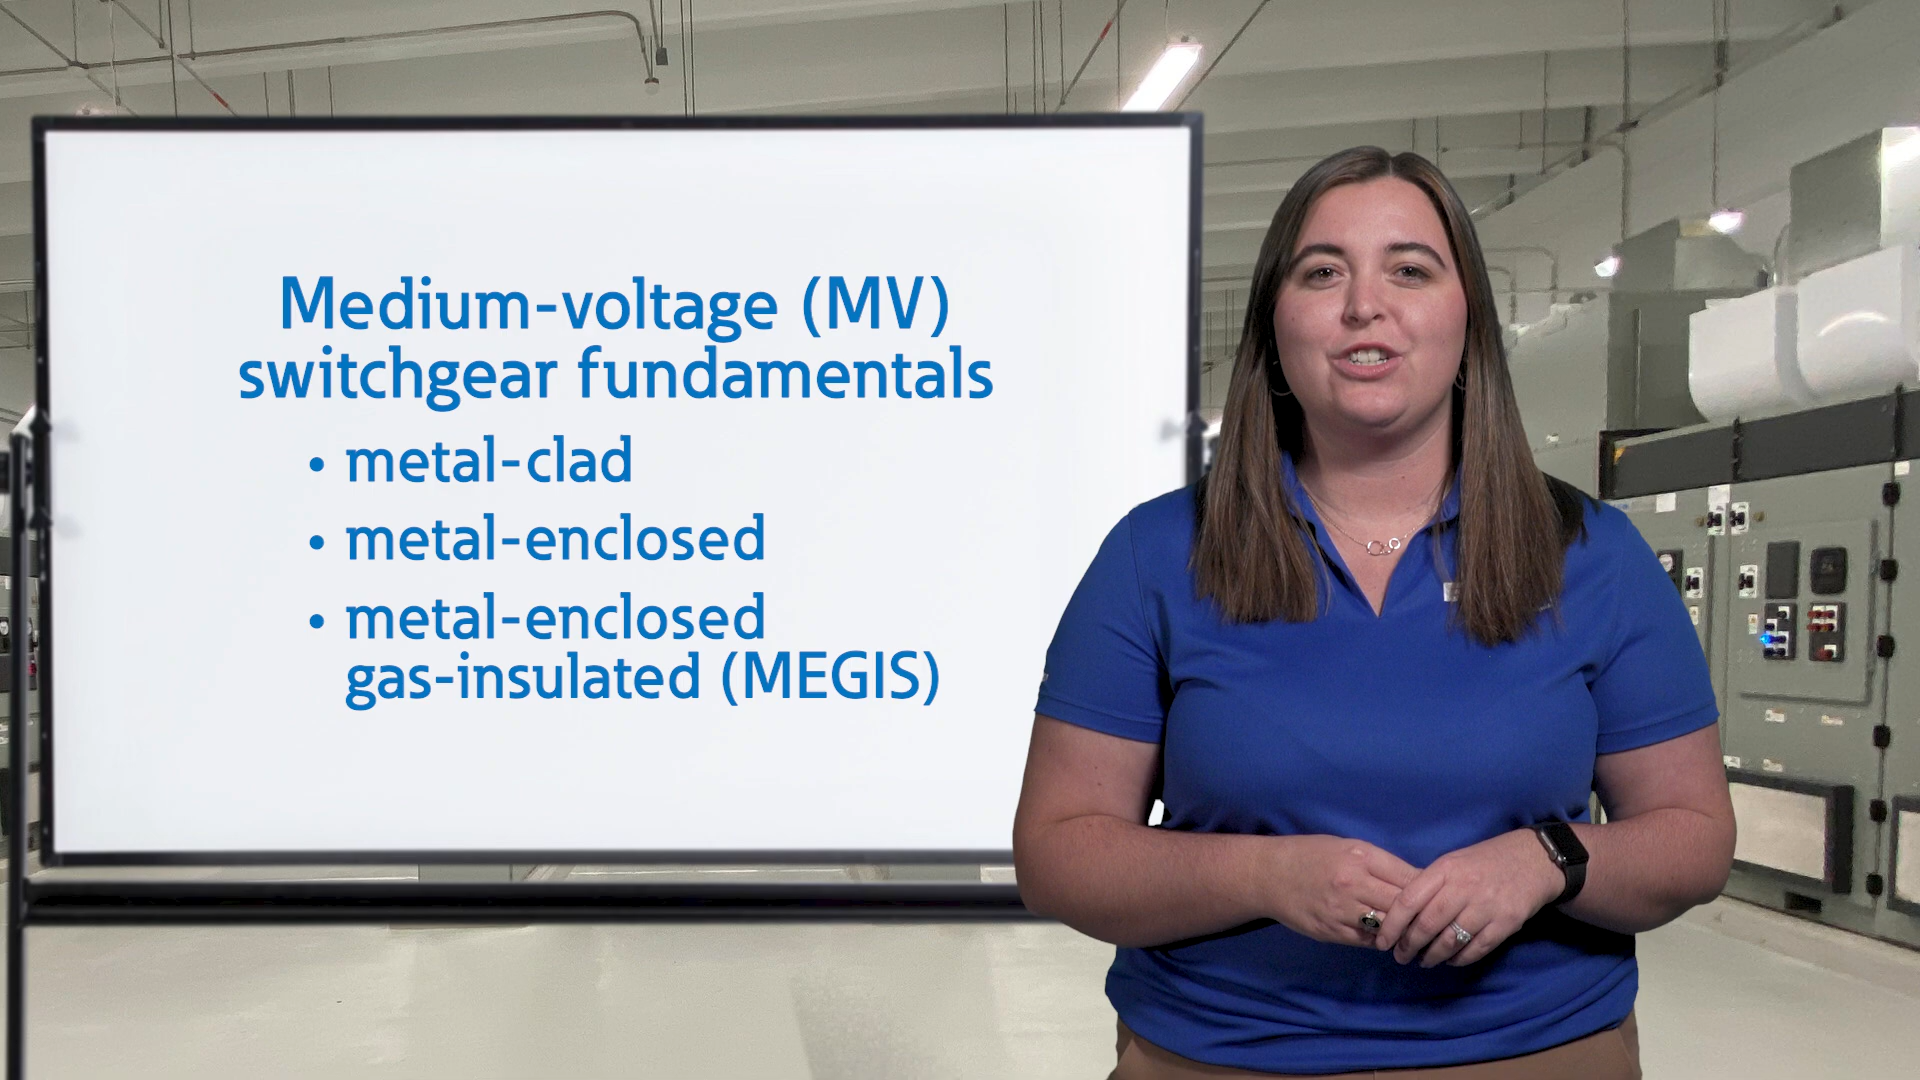 Medium-voltage (MV)
switchgear fundamentals
• metal-clad
• metal-enclosed
• metal-enclosed
gas-insulated (MEGIS)